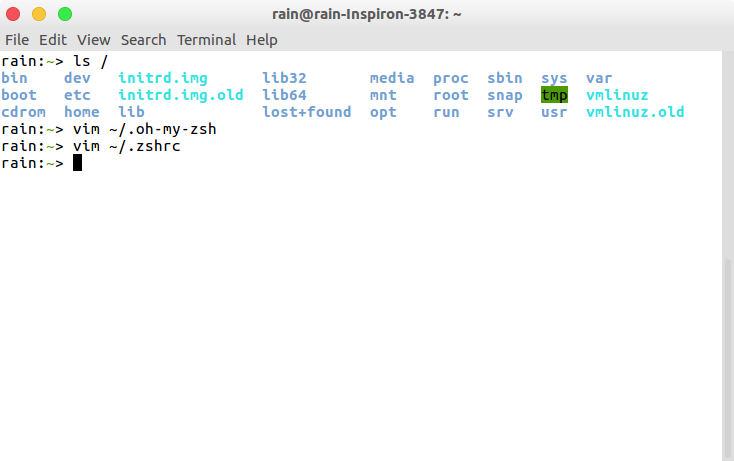 rain@rain-Inspiron-3847: ~
File Edit View Search Terminal Help
rain:~> ls /
bin dev initrd.img lib32 media proc sbin sys var
boot etc initrd.img.old lib64 mnt root snap tmp vmlinuz
cdrom home lib lost+found opt run srv usr vmlinuz.old
rain:~> vim ~/.oh-my-zsh
rain:~> vim ~/.zshrc
rain:~>